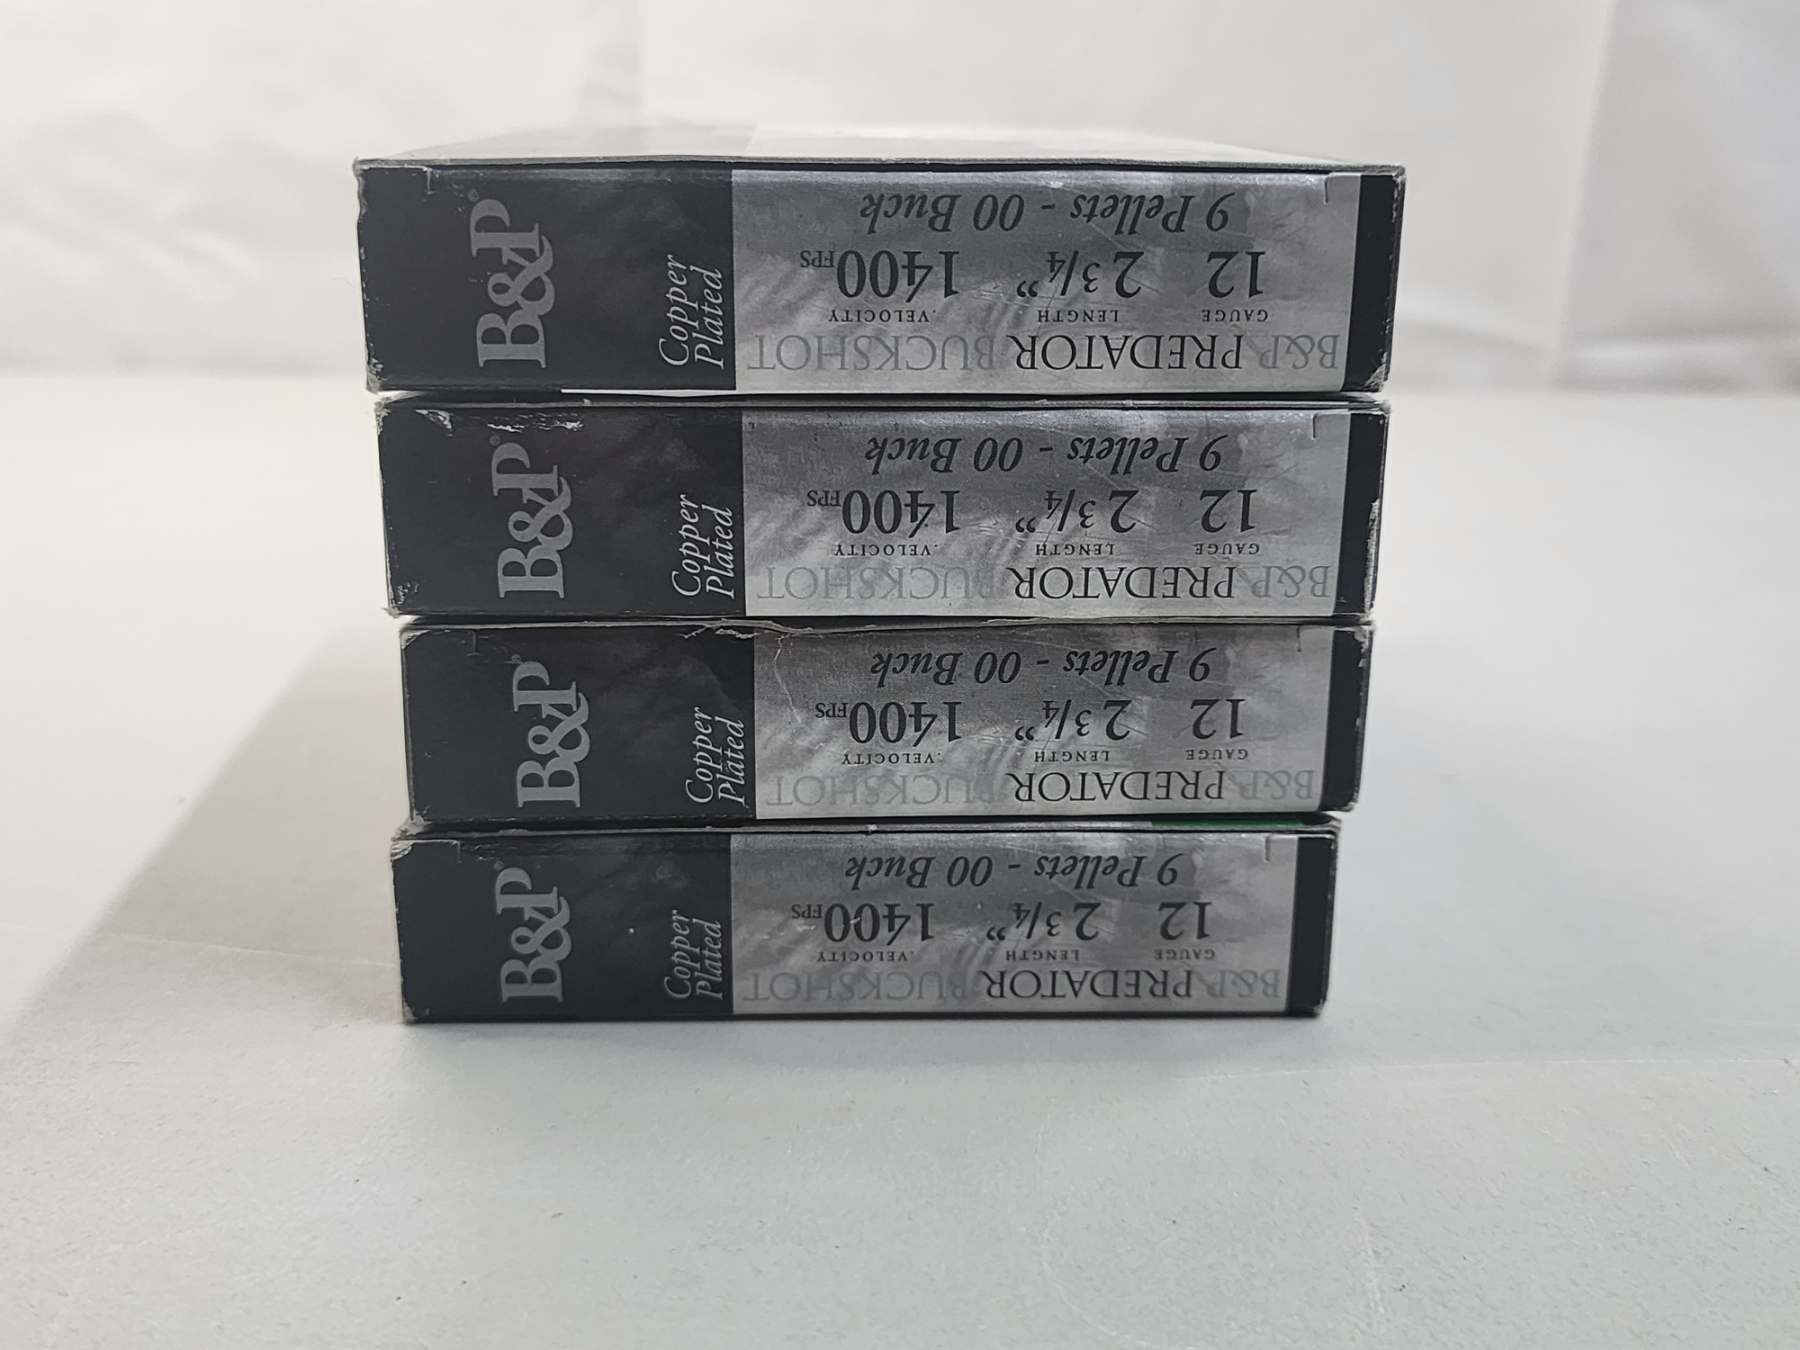 B&P®
Copper
Plated
B&P PREDATOR BUCKSHOT
GAUGE LENGTH VELOCITY
12 2 3/4” 1400 FPS
9 Pellets - 00 Buck
B&P®
Copper
Plated
B&P PREDATOR BUCKSHOT
GAUGE LENGTH VELOCITY
12 2 3/4” 1400 FPS
9 Pellets - 00 Buck
B&P®
Copper
Plated
B&P PREDATOR BUCKSHOT
GAUGE LENGTH VELOCITY
12 2 3/4” 1400 FPS
9 Pellets - 00 Buck
B&P®
Copper
Plated
B&P PREDATOR BUCKSHOT
GAUGE LENGTH VELOCITY
12 2 3/4” 1400 FPS
9 Pellets - 00 Buck